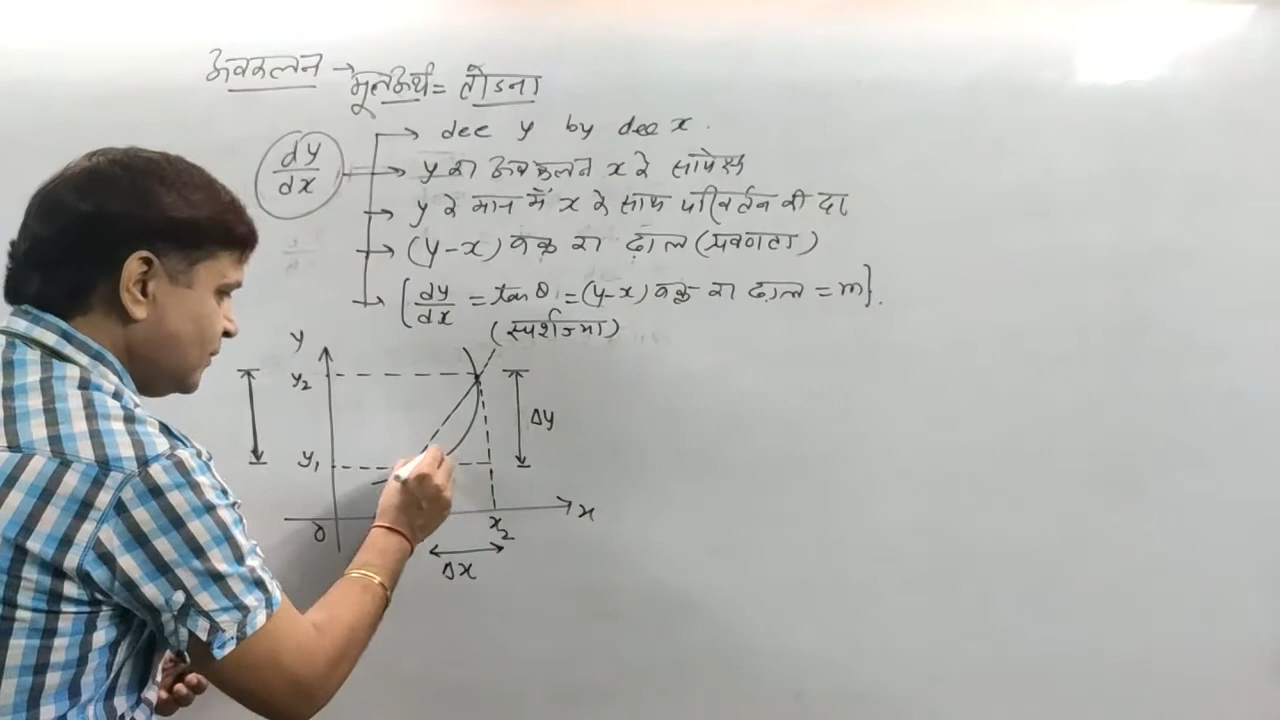 अवकलन → मूलअर्थ = तोडना
dy/dx → dee y by dee x.
→ y का अवकलन x के सापेक्ष
→ y के मान में x के साथ परिवर्तन की दर
→ (y-x) वक्र का ढाल (प्रवणता)
→ {dy/dx = tanθ = (y-x) वक्र का ढाल = m}.
(स्पर्शज्या)
y
y₂
Δy
y₁
0
x₂
x
Δx